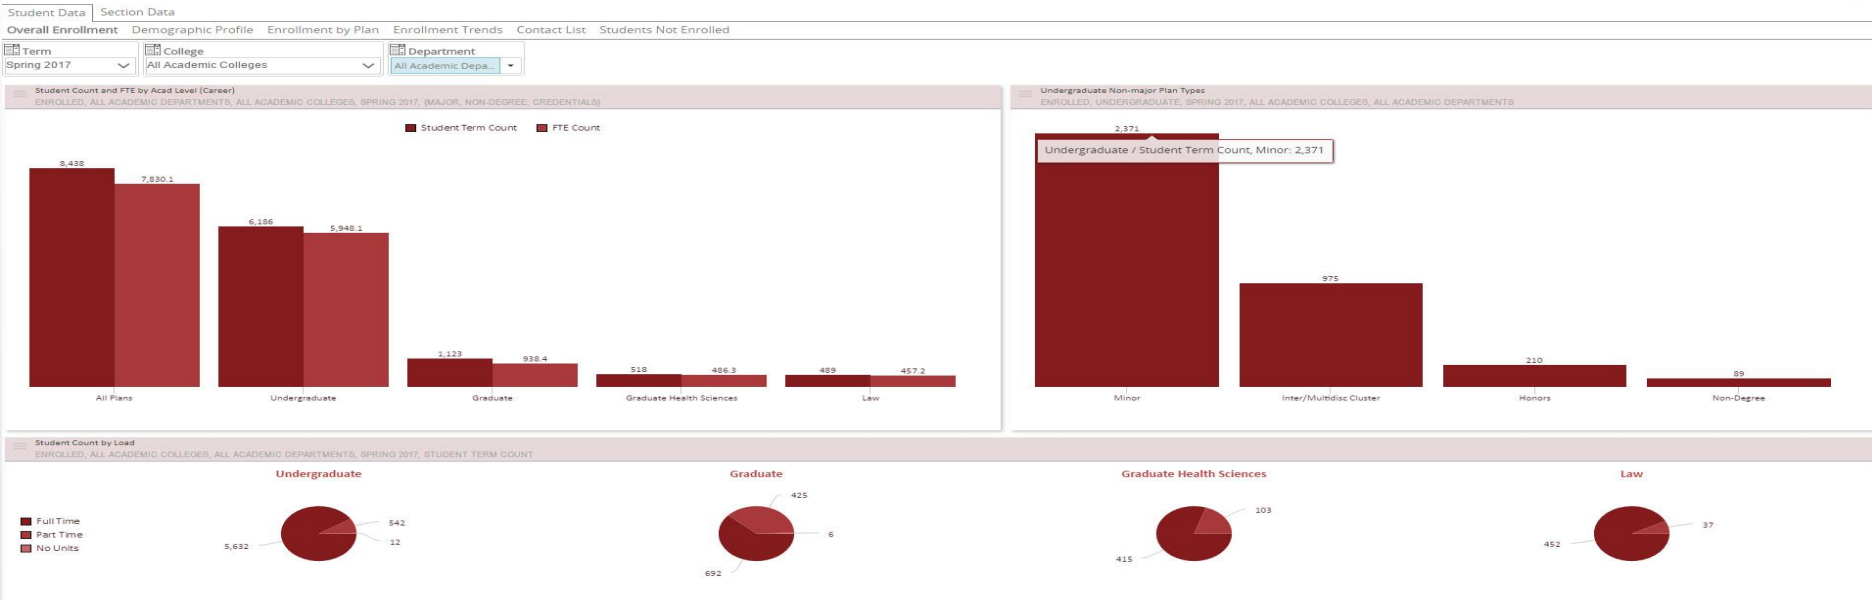 Student Data Section Data
Overall Enrollment Demographic Profile Enrollment by Plan Enrollment Trends Contact List Students Not Enrolled
Term College Department
Spring 2017 All Academic Colleges All Academic Depa...
Student Count and FTE by Acad Level (Career)
ENROLLED, ALL ACADEMIC DEPARTMENTS, ALL ACADEMIC COLLEGES, SPRING 2017, {MAJOR, NON-DEGREE, CREDENTIALS}
Student Term Count FTE Count
8,438
7,830.1
6,186
5,948.1
1,123
938.4
518
486.3
489
457.2
All Plans Undergraduate Graduate Graduate Health Sciences Law
Undergraduate Non-major Plan Types
ENROLLED, UNDERGRADUATE, SPRING 2017, ALL ACADEMIC COLLEGES, ALL ACADEMIC DEPARTMENTS
2,371
Undergraduate / Student Term Count, Minor: 2,371
975
210
89
Minor Inter/Multidisc Cluster Honors Non-Degree
Student Count by Load
ENROLLED, ALL ACADEMIC COLLEGES, ALL ACADEMIC DEPARTMENTS, SPRING 2017, STUDENT TERM COUNT
Full Time
Part Time
No Units
Undergraduate
542
12
5,632
Graduate
425
6
692
Graduate Health Sciences
103
415
Law
37
452